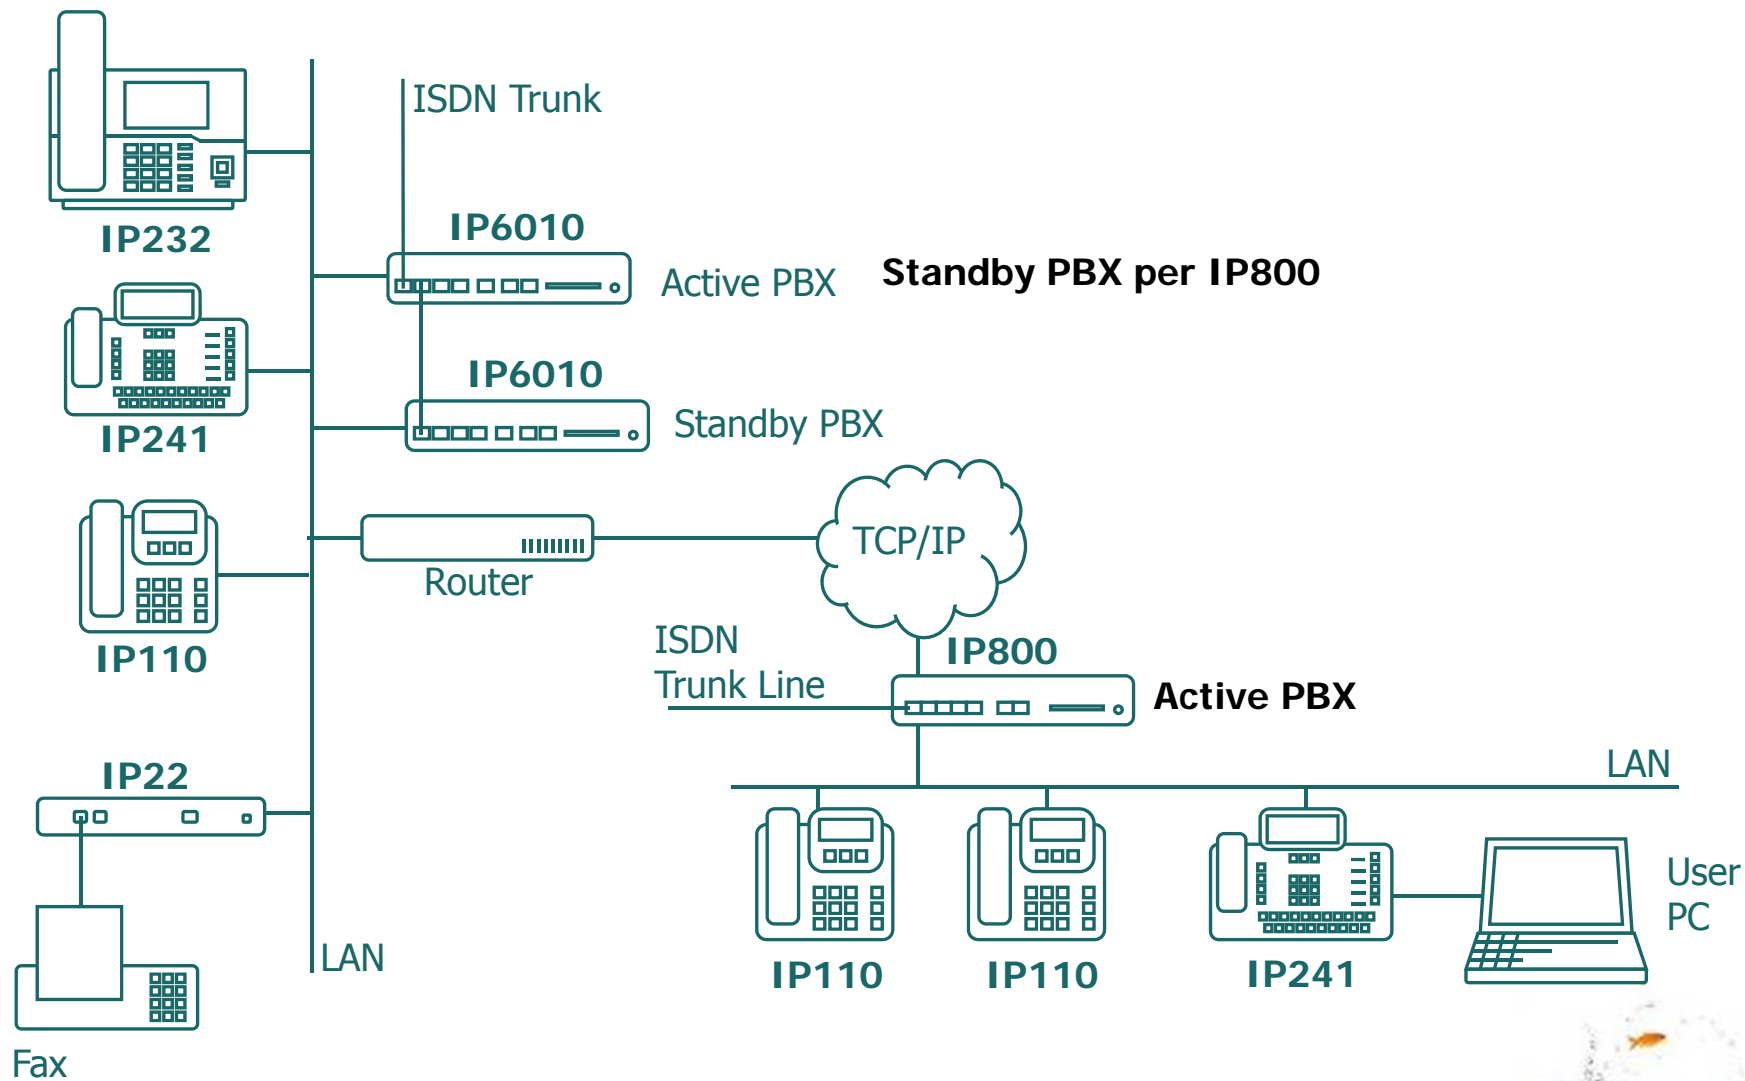 ISDN Trunk
IP232
IP6010
Active PBX
Standby PBX per IP800
IP241
IP6010
Standby PBX
TCP/IP
Router
IP110
ISDN
Trunk Line
IP800
Active PBX
IP22
LAN
User
PC
LAN
IP110
IP110
IP241
Fax